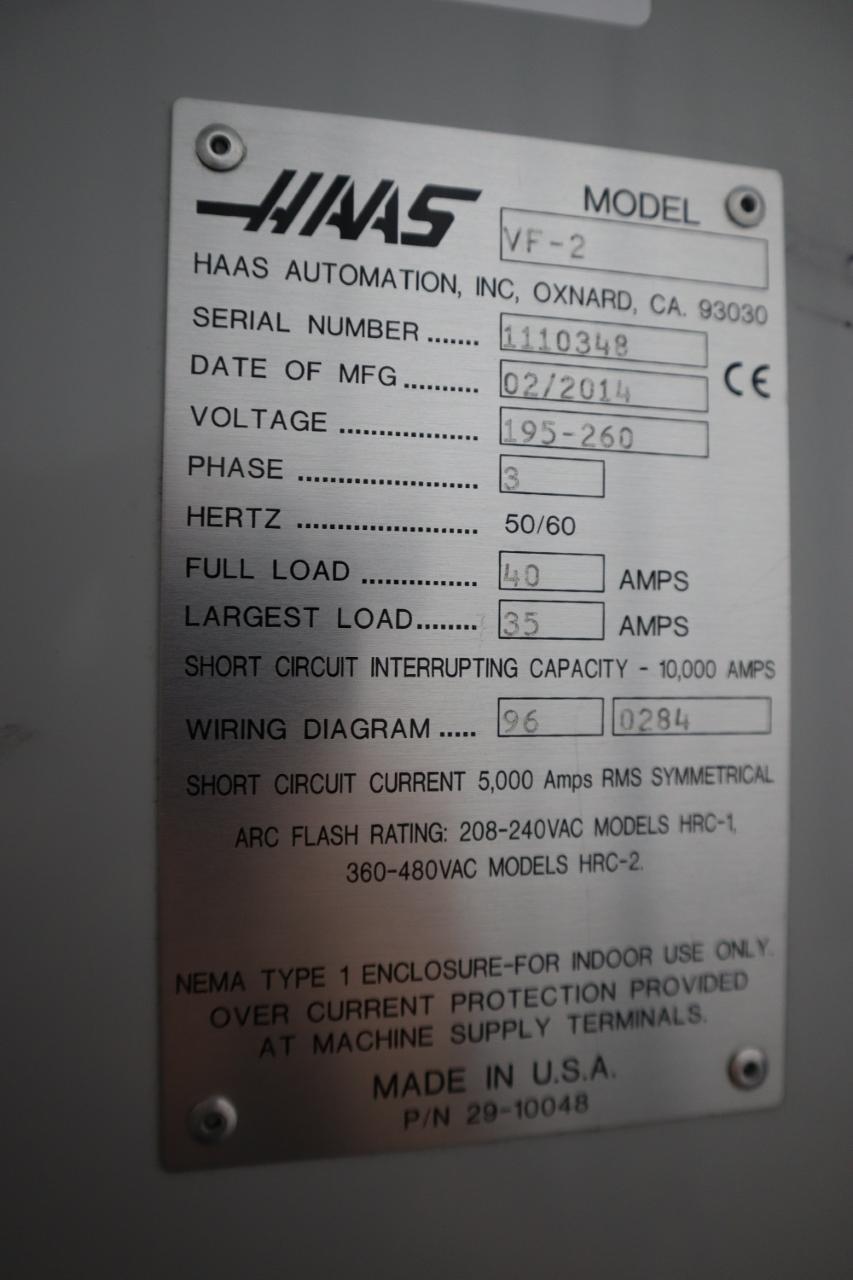 HAAS MODEL
VF-2
HAAS AUTOMATION, INC, OXNARD, CA. 93030
SERIAL NUMBER ....... 1110348
DATE OF MFG .......... 02/2014 CE
VOLTAGE ................. 195-260
PHASE ...................... 3
HERTZ ...................... 50/60
FULL LOAD .............. 40 AMPS
LARGEST LOAD........ 35 AMPS
SHORT CIRCUIT INTERRUPTING CAPACITY - 10,000 AMPS
WIRING DIAGRAM ..... 96 0284
SHORT CIRCUIT CURRENT 5,000 Amps RMS SYMMETRICAL
ARC FLASH RATING: 208-240VAC MODELS HRC-1,
360-480VAC MODELS HRC-2.
NEMA TYPE 1 ENCLOSURE-FOR INDOOR USE ONLY.
OVER CURRENT PROTECTION PROVIDED
AT MACHINE SUPPLY TERMINALS.
MADE IN U.S.A.
P/N 29-10048